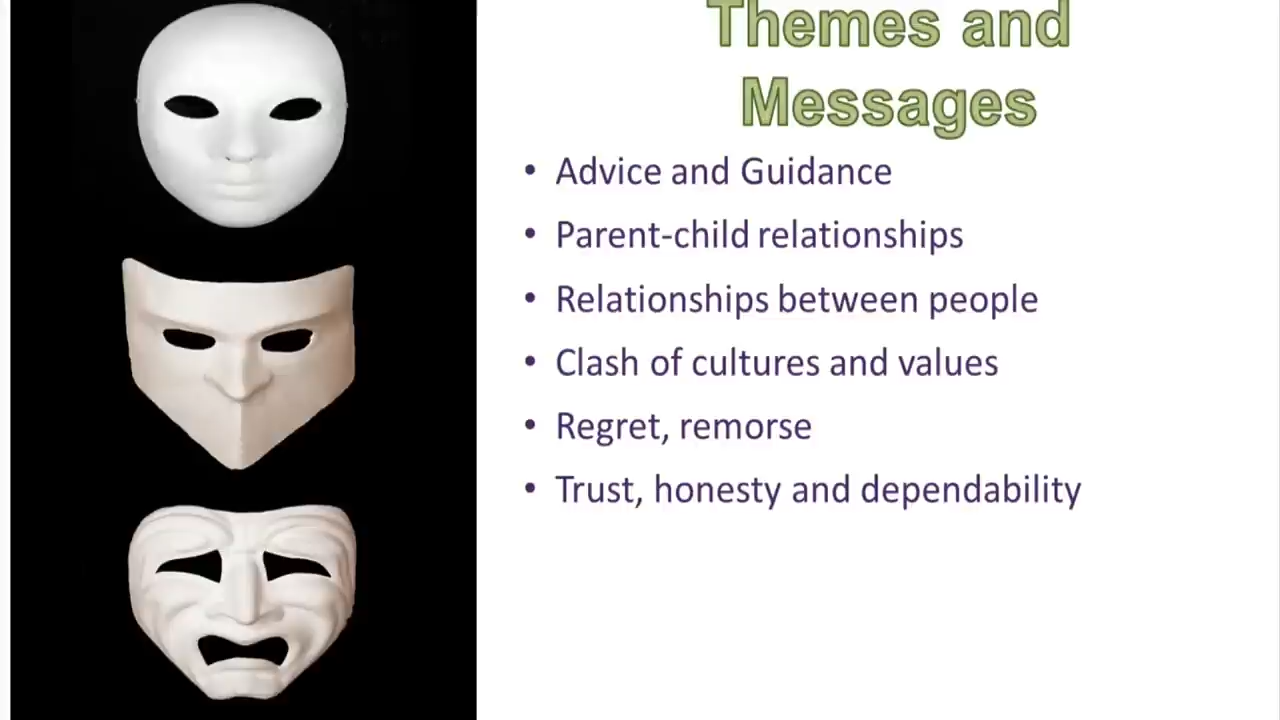 Themes and
Messages
• Advice and Guidance
• Parent-child relationships
• Relationships between people
• Clash of cultures and values
• Regret, remorse
• Trust, honesty and dependability